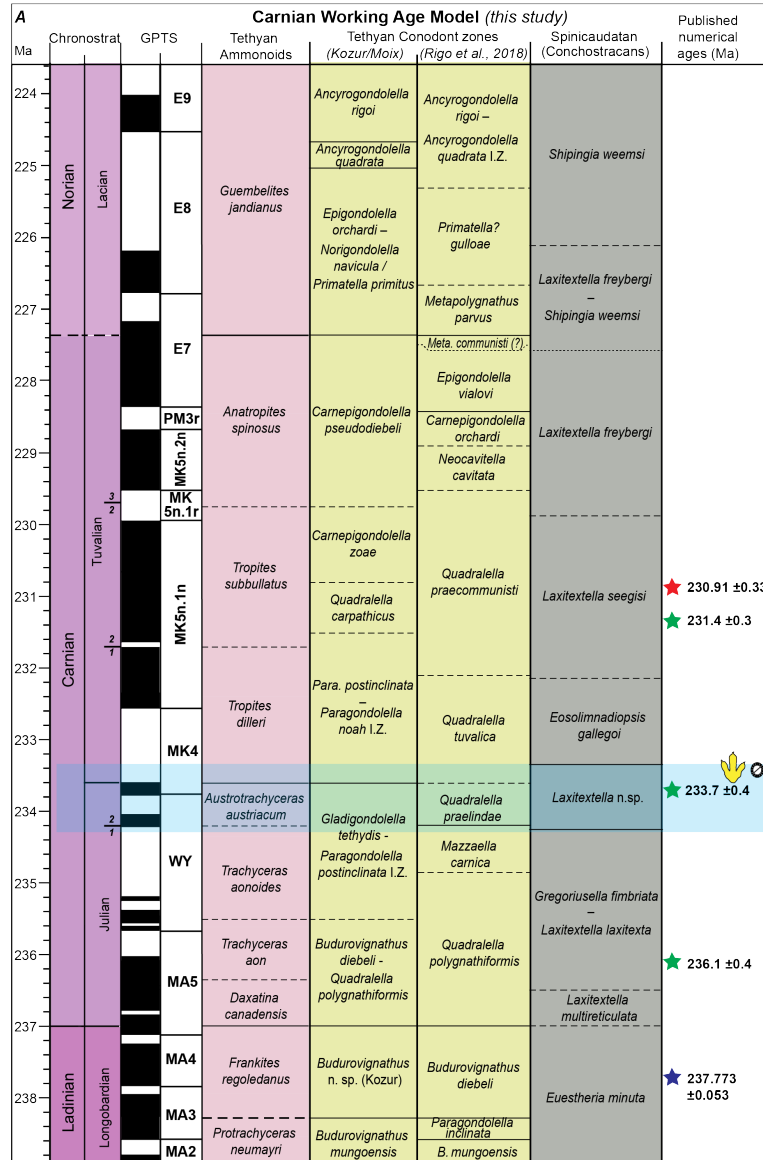 A
Carnian Working Age Model (this study)
Published
numerical
ages (Ma)
Ma
Chronostrat
GPTS
Tethyan
Ammonoids
Tethyan Conodont zones
(Kozur/Moix)
(Rigo et al., 2018)
Spinicaudatan
(Conchostracans)
224
225
226
227
228
229
230
231
232
233
234
235
236
237
238
Norian
Carnian
Ladinian
Lacian
Tuvalian
Julian
Longobardian
3
2
2
1
2
1
E9
E8
E7
PM3r
MK5n.2n
MK
5n.1r
MK5n.1n
MK4
WY
MA5
MA4
MA3
MA2
Guembelites
jandianus
Anatropites
spinosus
Tropites
subbullatus
Tropites
dilleri
Austrotrachyceras
austriacum
Trachyceras
aonoides
Trachyceras
aon
Daxatina
canadensis
Frankites
regoledanus
Protrachyceras
neumayri
Ancyrogondolella
rigoi
Ancyrogondolella
quadrata
Epigondolella
orchardi –
Norigondolella
navicula /
Primatella primitus
Carnepigondolella
pseudodiebeli
Carnepigondolella
zoae
Quadralella
carpathicus
Para. postinclinata
–
Paragondolella
noah I.Z.
Gladigondolella
tethydis -
Paragondolella
postinclinata I.Z.
Budurovignathus
diebeli -
Quadralella
polygnathiformis
Budurovignathus
n. sp. (Kozur)
Budurovignathus
mungoensis
Ancyrogondolella
rigoi –
Ancyrogondolella
quadrata I.Z.
Primatella?
gulloae
Metapolygnathus
parvus
Meta. communisti (?)
Epigondolella
vialovi
Carnepigondolella
orchardi
Neocavitella
cavitata
Quadralella
praecommunisti
Quadralella
tuvalica
Quadralella
praelindae
Mazzaella
carnica
Quadralella
polygnathiformis
Budurovignathus
diebeli
Paragondolella
inclinata
B. mungoensis
Shipingia weemsi
Laxitextella freybergi
–
Shipingia weemsi
Laxitextella freybergi
Laxitextella seegisi
Eosolimnadiopsis
gallegoi
Laxitextella n.sp.
Gregoriusella fimbriata
–
Laxitextella laxitexta
Laxitextella
multireticulata
Euestheria minuta
230.91 ±0.33
231.4 ±0.3
233.7 ±0.4
236.1 ±0.4
237.773
±0.053